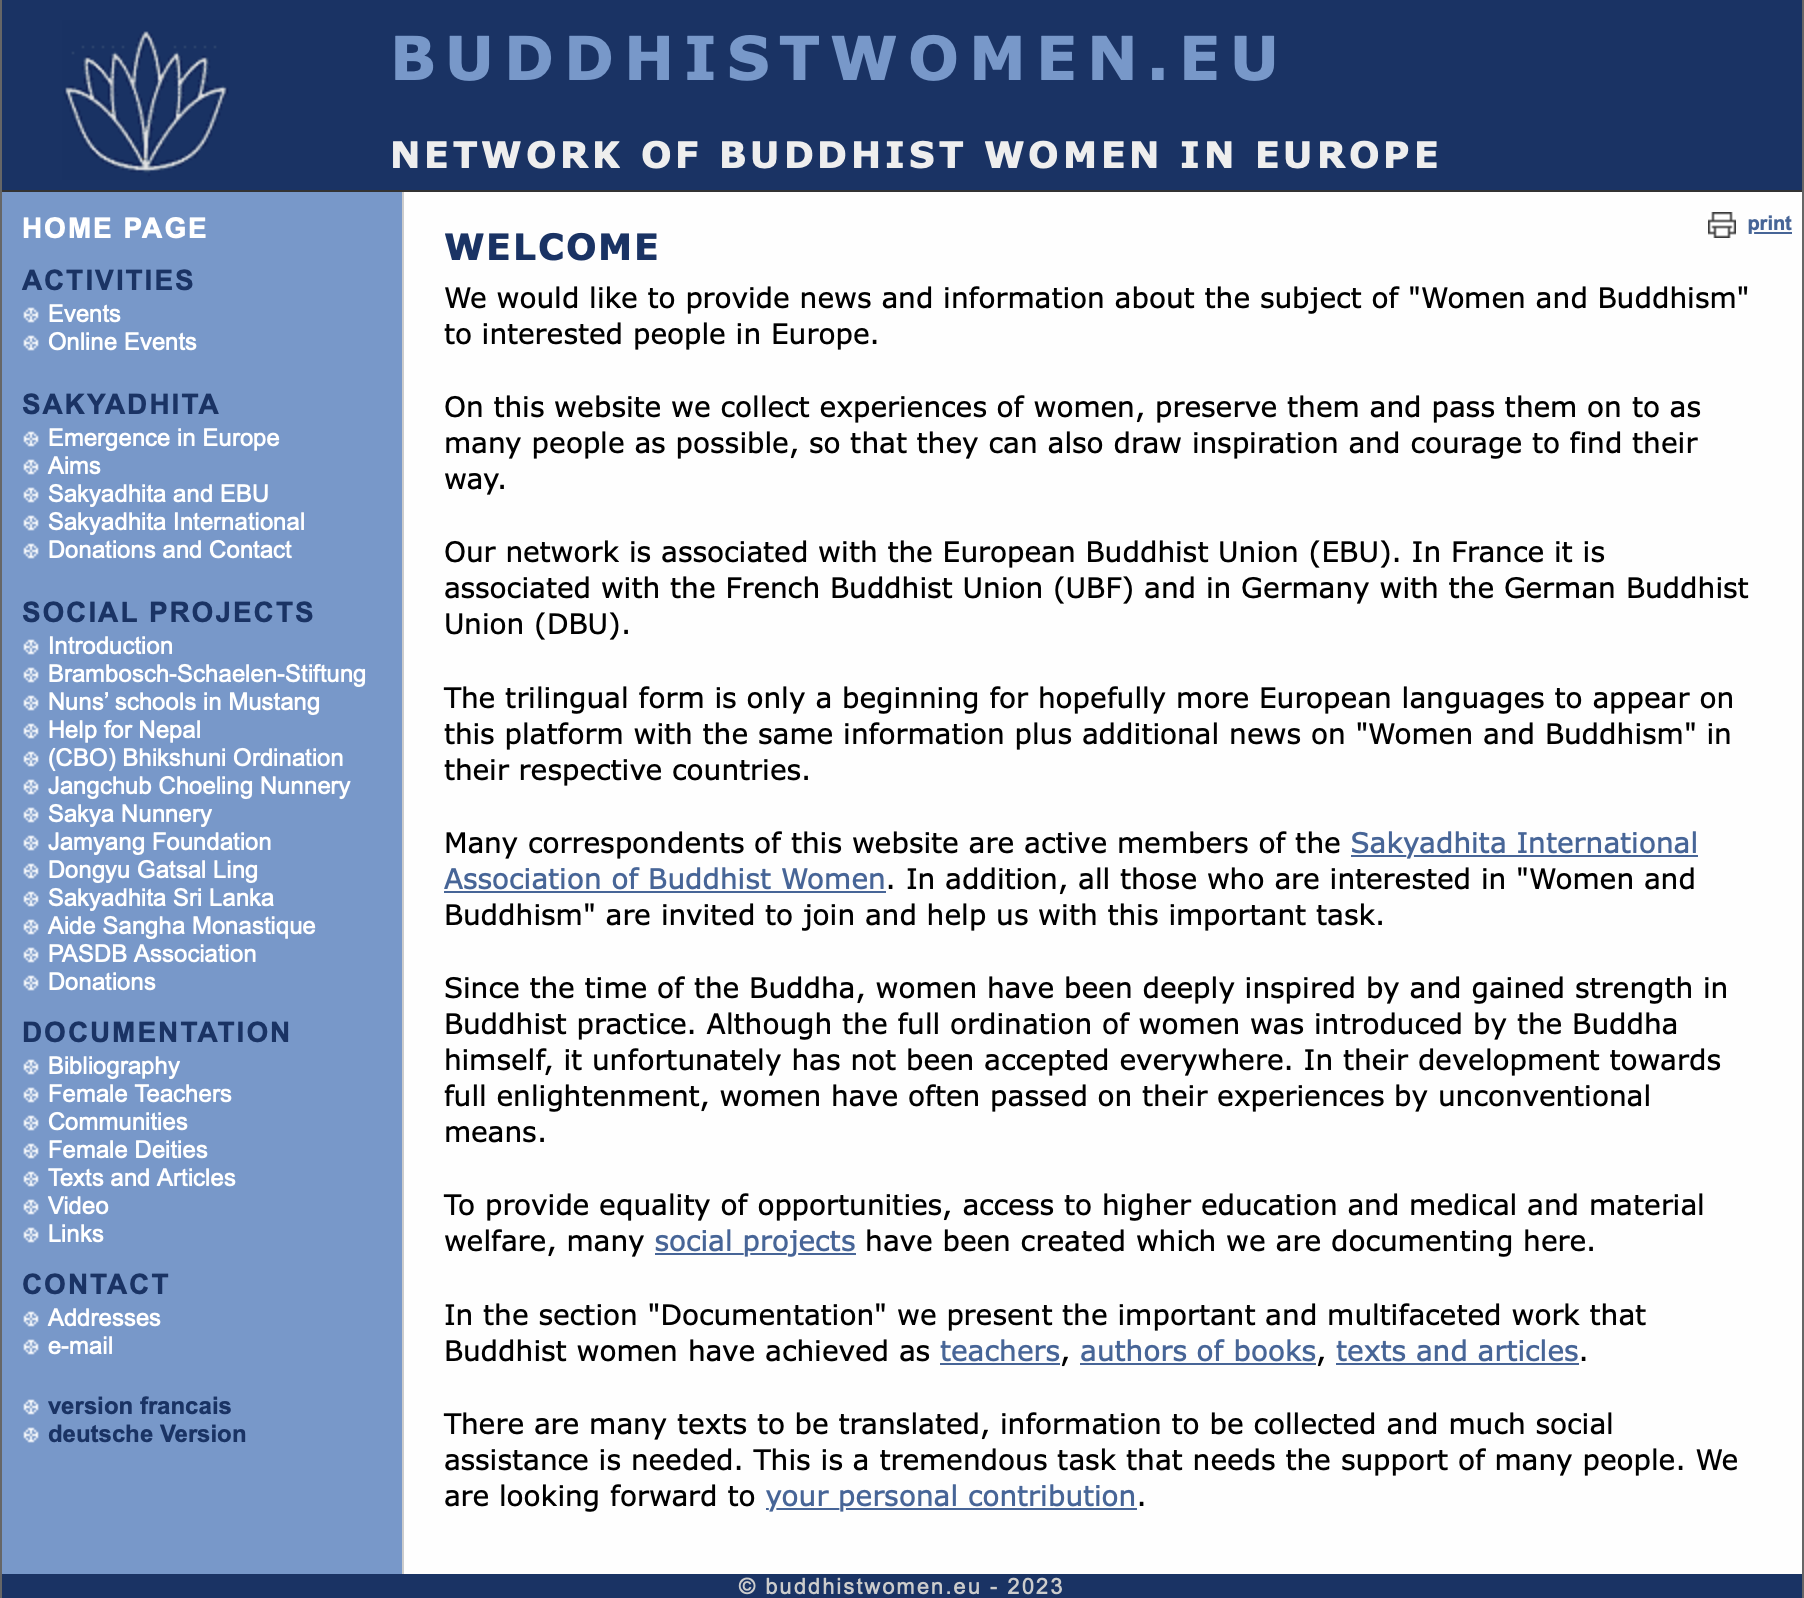 BUDDHISTWOMEN.EU
NETWORK OF BUDDHIST WOMEN IN EUROPE
HOME PAGE
ACTIVITIES
Events
Online Events
SAKYADHITA
Emergence in Europe
Aims
Sakyadhita and EBU
Sakyadhita International
Donations and Contact
SOCIAL PROJECTS
Introduction
Brambosch-Schaelen-Stiftung
Nuns’ schools in Mustang
Help for Nepal
(CBO) Bhikshuni Ordination
Jangchub Choeling Nunnery
Sakya Nunnery
Jamyang Foundation
Dongyu Gatsal Ling
Sakyadhita Sri Lanka
Aide Sangha Monastique
PASDB Association
Donations
DOCUMENTATION
Bibliography
Female Teachers
Communities
Female Deities
Texts and Articles
Video
Links
CONTACT
Addresses
e-mail
version francais
deutsche Version
print
WELCOME
We would like to provide news and information about the subject of "Women and Buddhism"
to interested people in Europe.
On this website we collect experiences of women, preserve them and pass them on to as
many people as possible, so that they can also draw inspiration and courage to find their
way.
Our network is associated with the European Buddhist Union (EBU). In France it is
associated with the French Buddhist Union (UBF) and in Germany with the German Buddhist
Union (DBU).
The trilingual form is only a beginning for hopefully more European languages to appear on
this platform with the same information plus additional news on "Women and Buddhism" in
their respective countries.
Many correspondents of this website are active members of the Sakyadhita International
Association of Buddhist Women. In addition, all those who are interested in "Women and
Buddhism" are invited to join and help us with this important task.
Since the time of the Buddha, women have been deeply inspired by and gained strength in
Buddhist practice. Although the full ordination of women was introduced by the Buddha
himself, it unfortunately has not been accepted everywhere. In their development towards
full enlightenment, women have often passed on their experiences by unconventional
means.
To provide equality of opportunities, access to higher education and medical and material
welfare, many social projects have been created which we are documenting here.
In the section "Documentation" we present the important and multifaceted work that
Buddhist women have achieved as teachers, authors of books, texts and articles.
There are many texts to be translated, information to be collected and much social
assistance is needed. This is a tremendous task that needs the support of many people. We
are looking forward to your personal contribution.
© buddhistwomen.eu - 2023